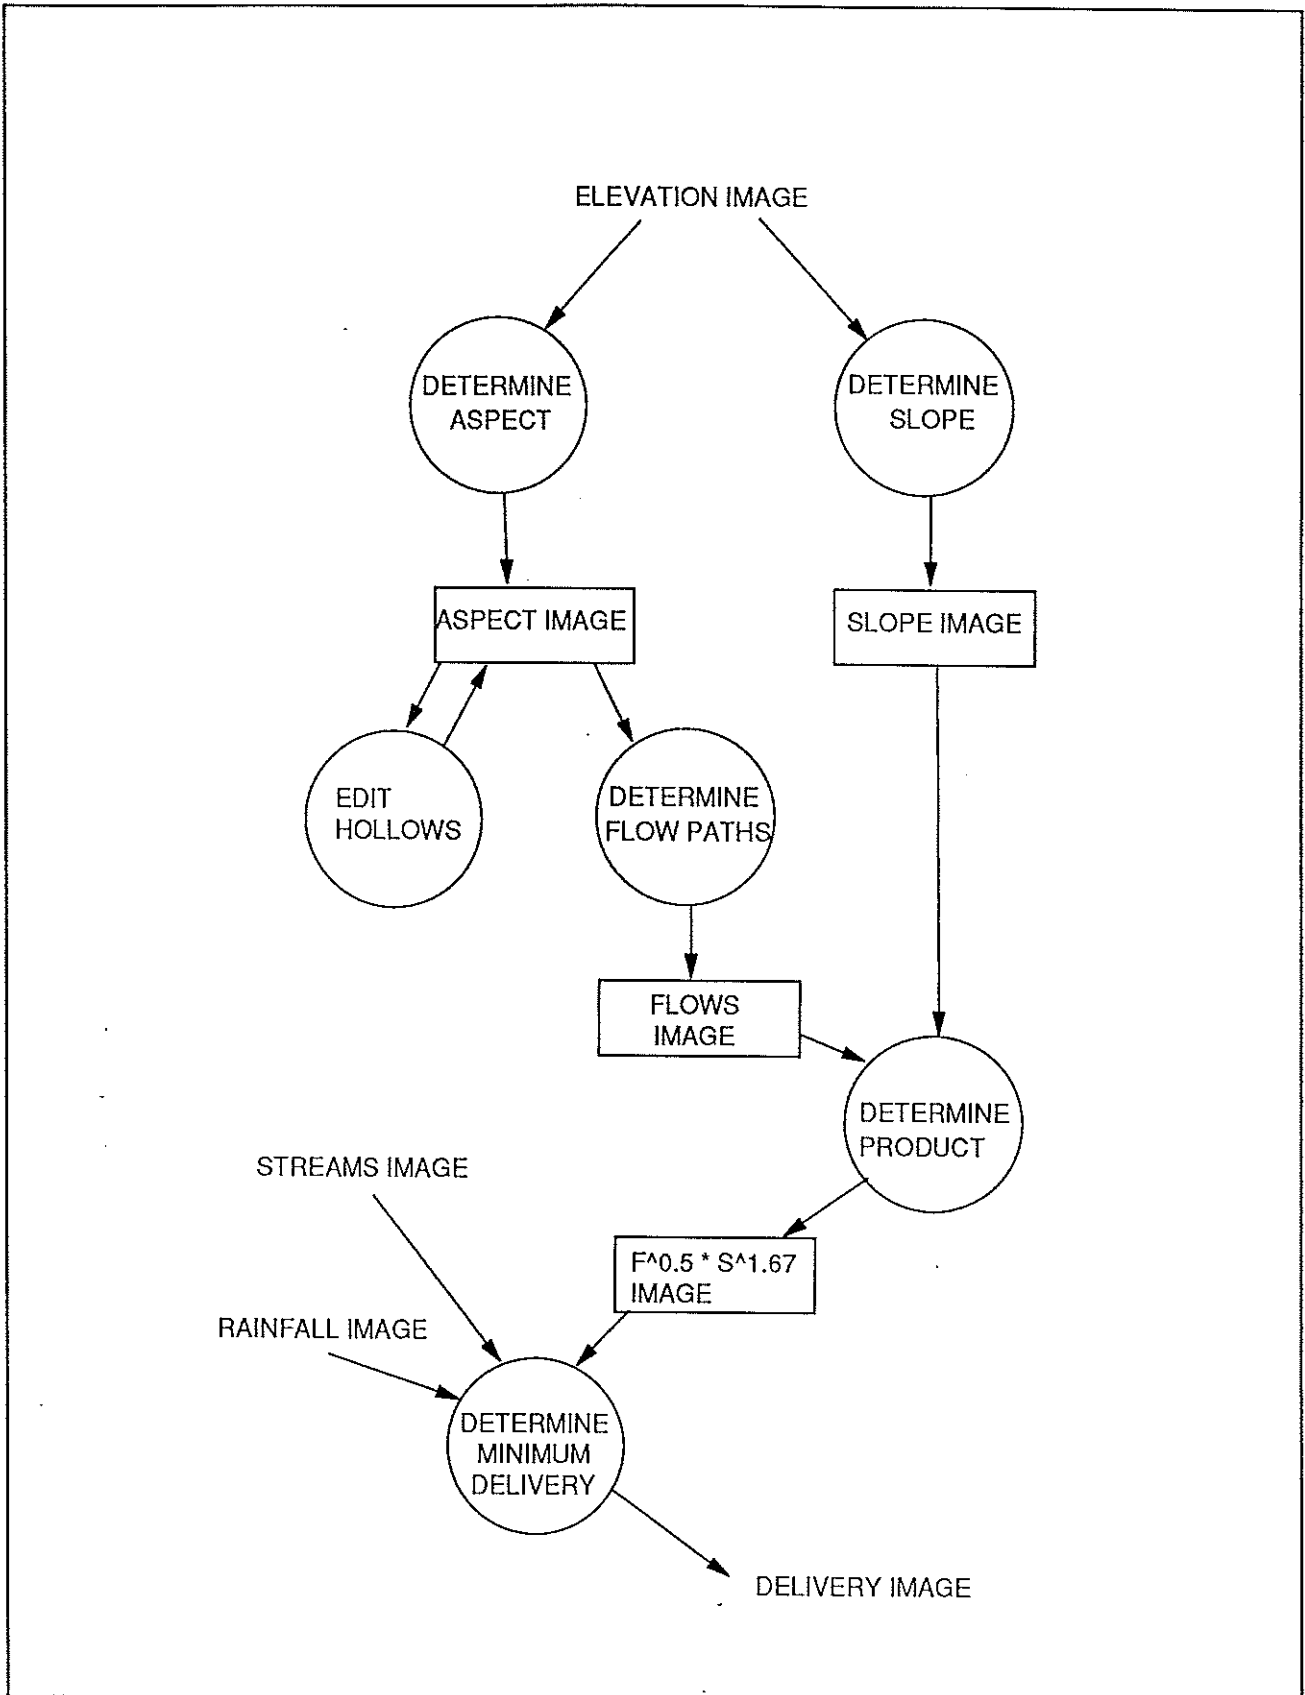 ELEVATION IMAGE
DETERMINE
ASPECT
DETERMINE
SLOPE
ASPECT IMAGE
SLOPE IMAGE
EDIT
HOLLOWS
DETERMINE
FLOW PATHS
FLOWS
IMAGE
DETERMINE
PRODUCT
STREAMS IMAGE
F^0.5 * S^1.67
IMAGE
RAINFALL IMAGE
DETERMINE
MINIMUM
DELIVERY
DELIVERY IMAGE